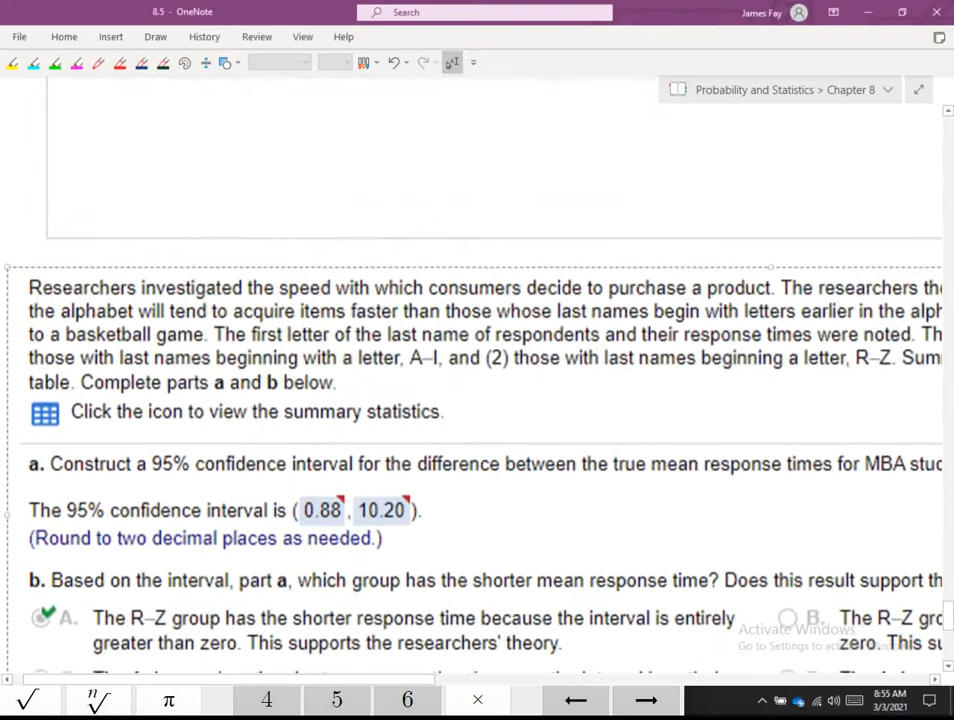 8.5 - OneNote
Search
James Fay
File Home Insert Draw History Review View Help
Probability and Statistics > Chapter 8
Researchers investigated the speed with which consumers decide to purchase a product. The researchers
the alphabet will tend to acquire items faster than those whose last names begin with letters earlier in the
to a basketball game. The first letter of the last name of respondents and their response times were noted.
those with last names beginning with a letter, A–I, and (2) those with last names beginning a letter, R–Z.
table. Complete parts a and b below.
Click the icon to view the summary statistics.
a. Construct a 95% confidence interval for the difference between the true mean response times for MBA
The 95% confidence interval is ( 0.88 , 10.20 ).
(Round to two decimal places as needed.)
b. Based on the interval, part a, which group has the shorter mean response time? Does this result support
A. The R–Z group has the shorter response time because the interval is entirely
greater than zero. This supports the researchers' theory.
B. The R–Z
zero. This
Activate Windows
Go to Settings to
√ ⁿ√ π 4 5 6 × ← →
8:55 AM
3/3/2021